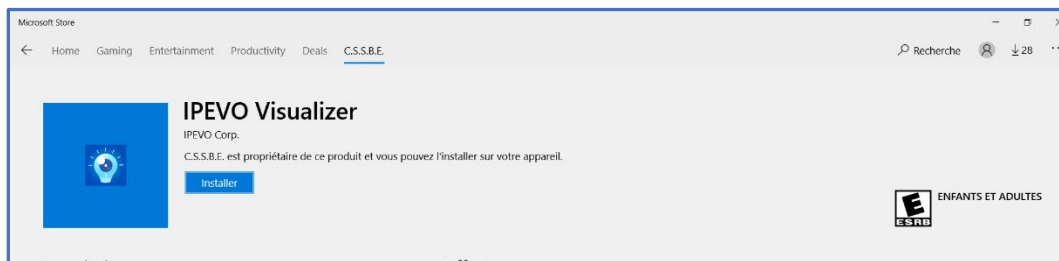 Microsoft Store
Home Gaming Entertainment Productivity Deals C.S.S.B.E. Recherche 28
IPEVO Visualizer
IPEVO Corp.
C.S.S.B.E. est propriétaire de ce produit et vous pouvez l'installer sur votre appareil.
Installer
E
ESRB
ENFANTS ET ADULTES